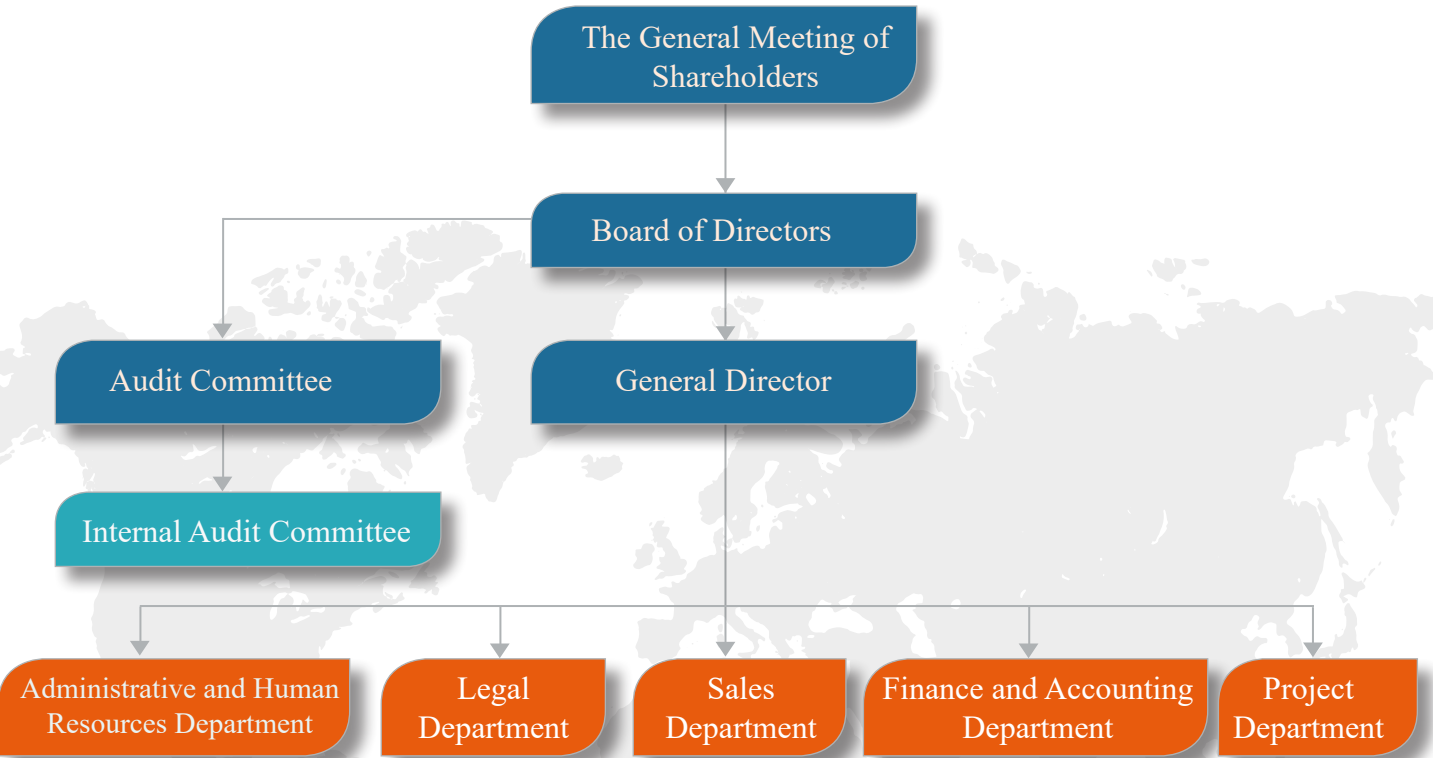 The General Meeting of
Shareholders
Board of Directors
Audit Committee
General Director
Internal Audit Committee
Administrative and Human
Resources Department
Legal
Department
Sales
Department
Finance and Accounting
Department
Project
Department